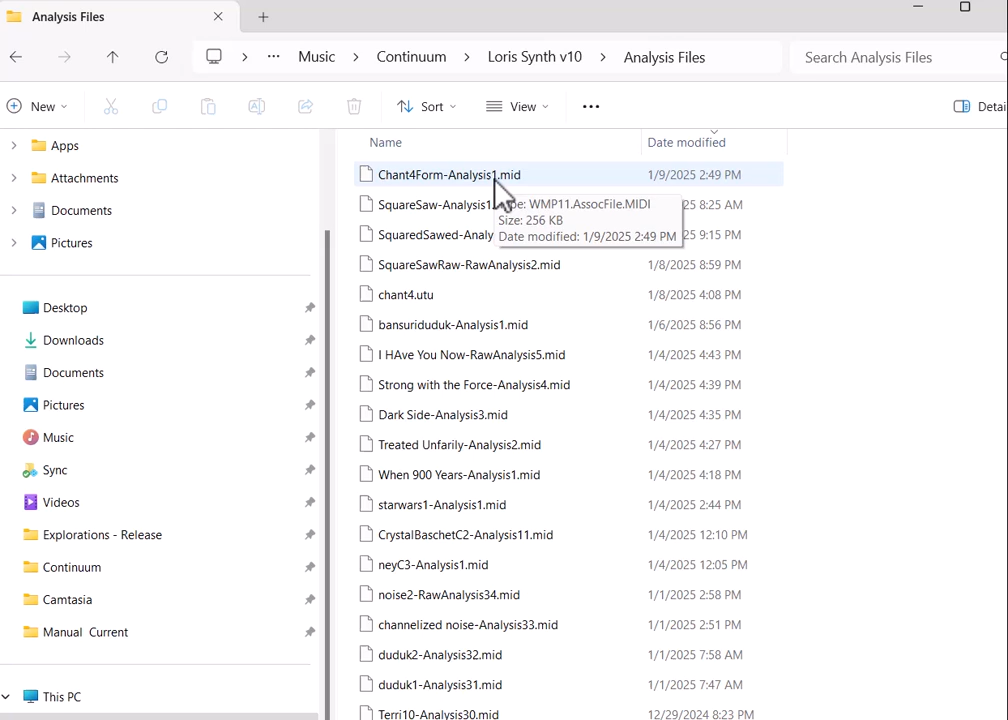 Analysis Files
Music > Continuum > Loris Synth v10 > Analysis Files
Search Analysis Files
New
Sort
View
Detai
Name
Date modified
Apps
Attachments
Documents
Pictures
Desktop
Downloads
Documents
Pictures
Music
Sync
Videos
Explorations - Release
Continuum
Camtasia
Manual Current
This PC
Chant4Form-Analysis1.mid 1/9/2025 2:49 PM
SquareSaw-Analysis1. 25 8:25 AM
SquaredSawed-Analy 25 9:15 PM
Type: WMP11.AssocFile.MIDI
Size: 256 KB
Date modified: 1/9/2025 2:49 PM
SquareSawRaw-RawAnalysis2.mid 1/8/2025 8:59 PM
chant4.utu 1/8/2025 4:08 PM
bansuriduduk-Analysis1.mid 1/6/2025 8:56 PM
I HAve You Now-RawAnalysis5.mid 1/4/2025 4:43 PM
Strong with the Force-Analysis4.mid 1/4/2025 4:39 PM
Dark Side-Analysis3.mid 1/4/2025 4:35 PM
Treated Unfarily-Analysis2.mid 1/4/2025 4:27 PM
When 900 Years-Analysis1.mid 1/4/2025 4:18 PM
starwars1-Analysis1.mid 1/4/2025 2:44 PM
CrystalBaschetC2-Analysis11.mid 1/4/2025 12:10 PM
neyC3-Analysis1.mid 1/4/2025 12:05 PM
noise2-RawAnalysis34.mid 1/1/2025 2:58 PM
channelized noise-Analysis33.mid 1/1/2025 2:51 PM
duduk2-Analysis32.mid 1/1/2025 7:58 AM
duduk1-Analysis31.mid 1/1/2025 7:47 AM
Terri10-Analysis30.mid 12/29/2024 8:23 PM